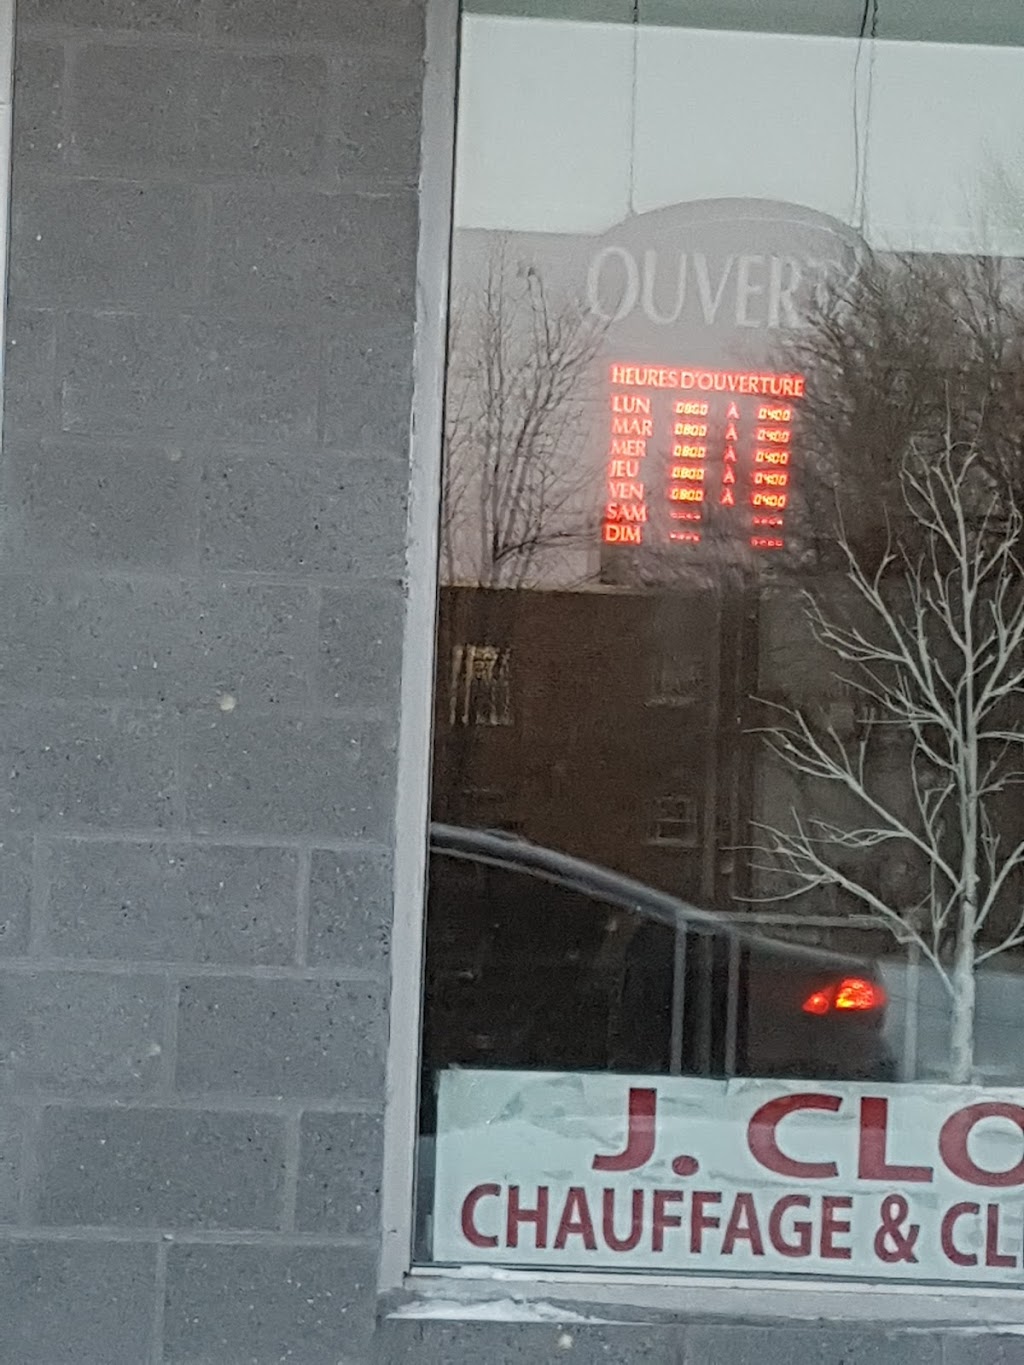 OUVERT
HEURES D'OUVERTURE
LUN 0800 À 0400
MAR 0800 À 0400
MER 0800 À 0400
JEU 0800 À 0400
VEN 0800 À 0400
SAM ---- ----
DIM ---- ----
J. CLO
CHAUFFAGE & CL